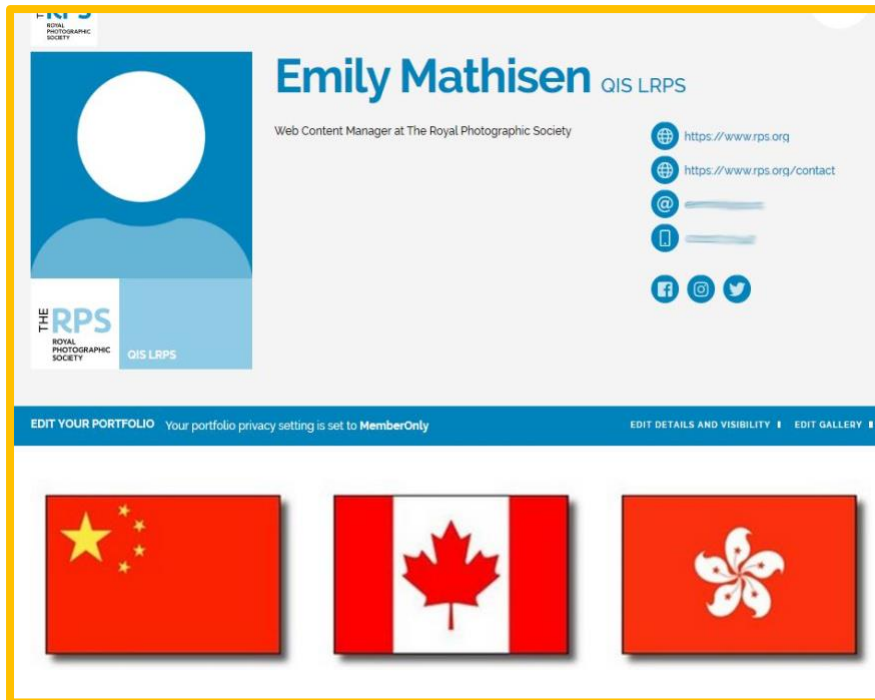 THE RPS
ROYAL
PHOTOGRAPHIC
SOCIETY
Emily Mathisen QIS LRPS
Web Content Manager at The Royal Photographic Society
https://www.rps.org
https://www.rps.org/contact
THE RPS
ROYAL
PHOTOGRAPHIC
SOCIETY
QIS LRPS
EDIT YOUR PORTFOLIO Your portfolio privacy setting is set to MemberOnly
EDIT DETAILS AND VISIBILITY EDIT GALLERY